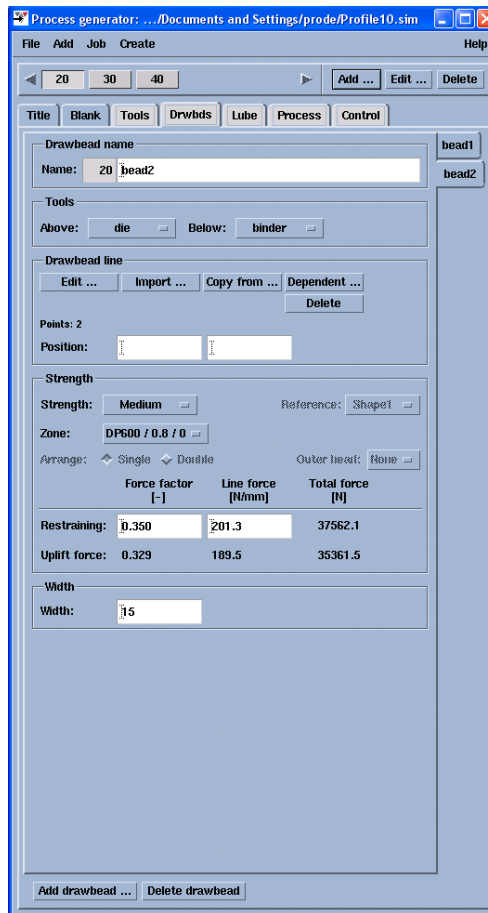 Process generator: .../Documents and Settings/prode/Profile10.sim
File Add Job Create Help
20 30 40 Add ... Edit ... Delete
Title Blank Tools Drwbds Lube Process Control
bead1
bead2
Drawbead name
Name: 20 bead2
Tools
Above: die Below: binder
Drawbead line
Edit ... Import ... Copy from ... Dependent ...
Delete
Points: 2
Position:
Strength
Strength: Medium Reference: Shape1
Zone: DP600 / 0.8 / 0
Arrange: Single Double Outer bead: None
Force factor Line force Total force
[-] [N/mm] [N]
Restraining: 0.350 201.3 37562.1
Uplift force: 0.329 189.5 35361.5
Width
Width: 15
Add drawbead ... Delete drawbead